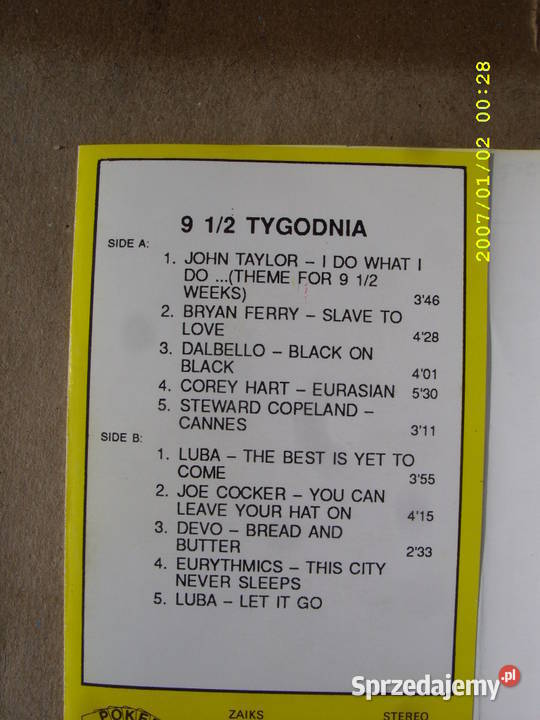 2007/01/02 00:28
9 1/2 TYGODNIA
SIDE A:
1. JOHN TAYLOR – I DO WHAT I
DO ...(THEME FOR 9 1/2
WEEKS) 3'46
2. BRYAN FERRY – SLAVE TO
LOVE 4'28
3. DALBELLO – BLACK ON
BLACK 4'01
4. COREY HART – EURASIAN 5'30
5. STEWARD COPELAND –
CANNES 3'11
SIDE B:
1. LUBA – THE BEST IS YET TO
COME 3'55
2. JOE COCKER – YOU CAN
LEAVE YOUR HAT ON 4'15
3. DEVO – BREAD AND
BUTTER 2'33
4. EURYTHMICS – THIS CITY
NEVER SLEEPS
5. LUBA – LET IT GO
POKE
ZAIKS
STEREO
Sprzedajemy.pl